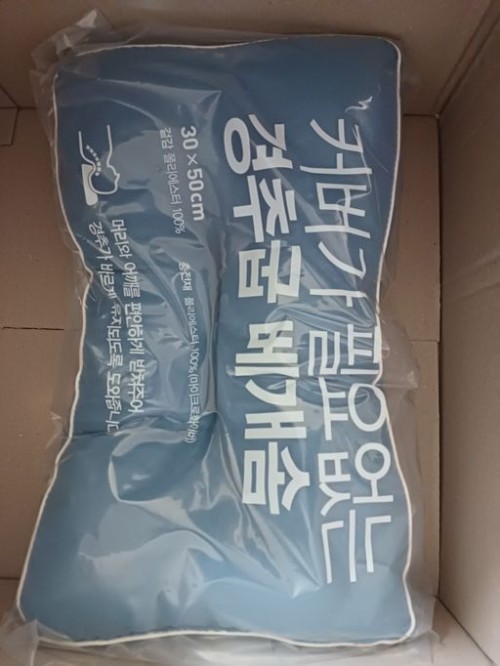 커버가 필요없는
경추굼 베개솜
30 × 50cm
겉감 폴리에스터 100%
충전재 폴리에스터 100% (마이크로화이바)
머리와 어깨를 편안하게 받쳐주어
경추가 바르게 유지되도록 도와줍니다